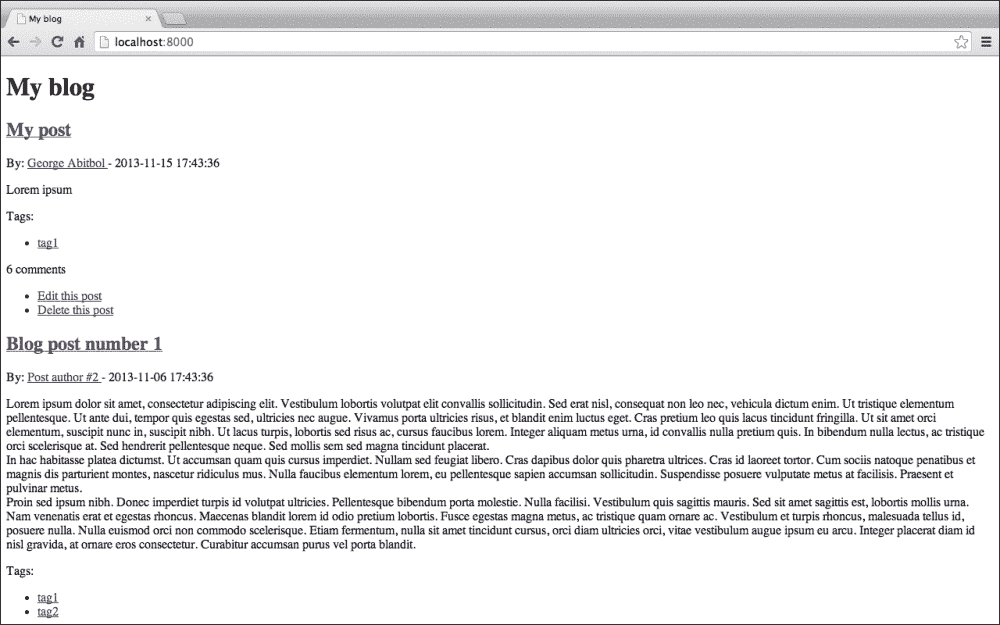 My blog
localhost:8000
My blog
My post
By: George Abitbol - 2013-11-15 17:43:36
Lorem ipsum
Tags:
tag1
6 comments
Edit this post
Delete this post
Blog post number 1
By: Post author #2 - 2013-11-06 17:43:36
Lorem ipsum dolor sit amet, consectetur adipiscing elit. Vestibulum lobortis volutpat elit convallis sollicitudin. Sed erat nisl, consequat non leo nec, vehicula dictum enim. Ut tristique elementum
pellentesque. Ut ante dui, tempor quis egestas sed, ultricies nec augue. Vivamus porta ultricies risus, et blandit enim luctus eget. Cras pretium leo quis lacus tincidunt fringilla. Ut sit amet orci
elementum, suscipit nunc in, suscipit nibh. Ut lacus turpis, lobortis sed risus ac, cursus faucibus lorem. Integer aliquam metus urna, id convallis nulla pretium quis. In bibendum nulla lectus, ac tristique
orci scelerisque at. Sed hendrerit pellentesque neque. Sed mollis sem sed magna tincidunt placerat.
In hac habitasse platea dictumst. Ut accumsan quam quis cursus imperdiet. Nullam sed feugiat libero. Cras dapibus dolor quis pharetra ultrices. Cras id laoreet tortor. Cum sociis natoque penatibus et
magnis dis parturient montes, nascetur ridiculus mus. Nulla faucibus elementum lorem, eu pellentesque sapien accumsan sollicitudin. Suspendisse posuere vulputate metus at facilisis. Praesent et
pulvinar metus.
Proin sed ipsum nibh. Donec imperdiet turpis id volutpat ultricies. Pellentesque bibendum porta molestie. Nulla facilisi. Vestibulum quis sagittis mauris. Sed sit amet sagittis est, lobortis mollis urna.
Nam venenatis erat et egestas rhoncus. Maecenas blandit lorem id odio pretium lobortis. Fusce egestas magna metus, ac tristique quam ornare ac. Vestibulum et turpis rhoncus, malesuada tellus id,
posuere nulla. Nulla euismod orci non commodo scelerisque. Etiam fermentum, nulla sit amet tincidunt cursus, orci diam ultricies orci, vitae vestibulum augue ipsum eu arcu. Integer placerat diam id
nisl gravida, at ornare eros consectetur. Curabitur accumsan purus vel porta blandit.
Tags:
tag1
tag2